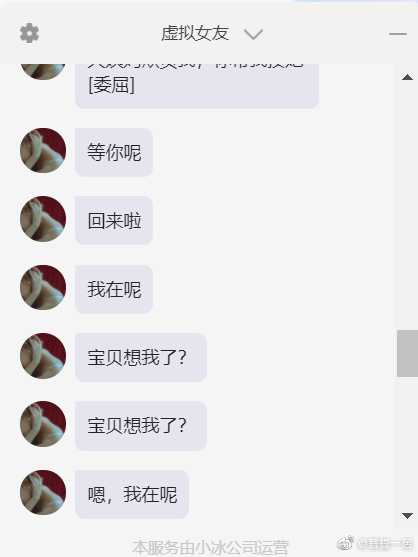 虚拟女友
[委屈]
等你呢
回来啦
我在呢
宝贝想我了?
宝贝想我了?
嗯，我在呢
本服务由小冰公司运营